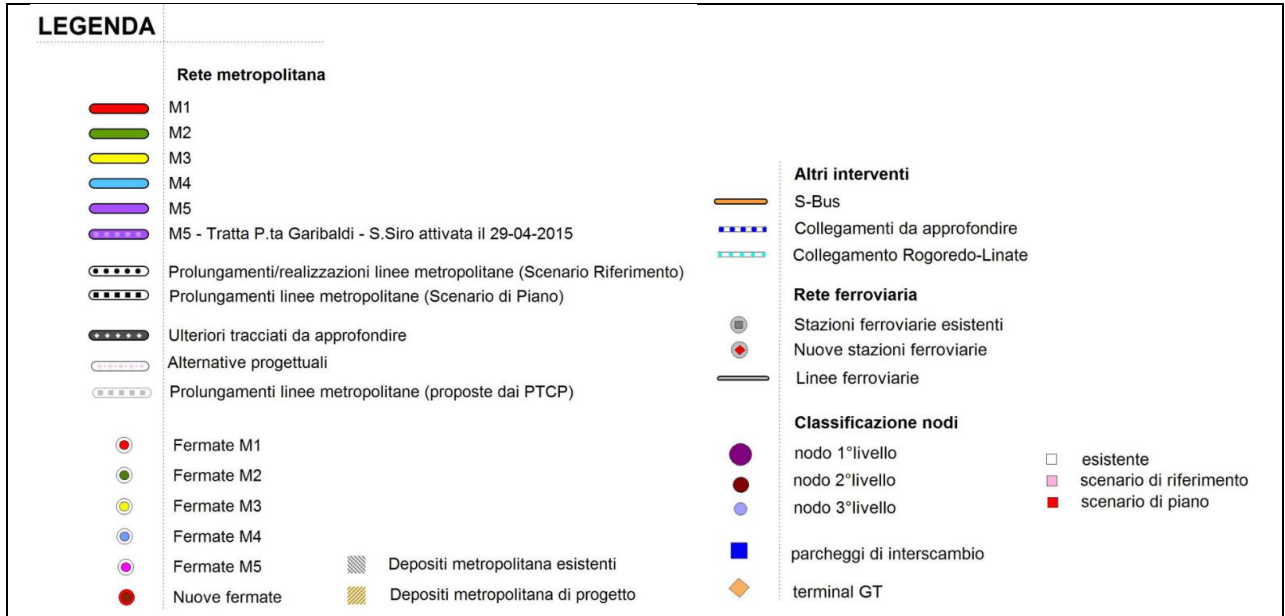 LEGENDA
Rete metropolitana
M1
M2
M3
M4
M5
M5 - Tratta P.ta Garibaldi - S.Siro attivata il 29-04-2015
Prolungamenti/realizzazioni linee metropolitane (Scenario Riferimento)
Prolungamenti linee metropolitane (Scenario di Piano)
Ulteriori tracciati da approfondire
Alternative progettuali
Prolungamenti linee metropolitane (proposte dai PTCP)
Fermate M1
Fermate M2
Fermate M3
Fermate M4
Fermate M5
Nuove fermate
Depositi metropolitana esistenti
Depositi metropolitana di progetto
Altri interventi
S-Bus
Collegamenti da approfondire
Collegamento Rogoredo-Linate
Rete ferroviaria
Stazioni ferroviarie esistenti
Nuove stazioni ferroviarie
Linee ferroviarie
Classificazione nodi
nodo 1°livello
nodo 2°livello
nodo 3°livello
parcheggi di interscambio
terminal GT
esistente
scenario di riferimento
scenario di piano